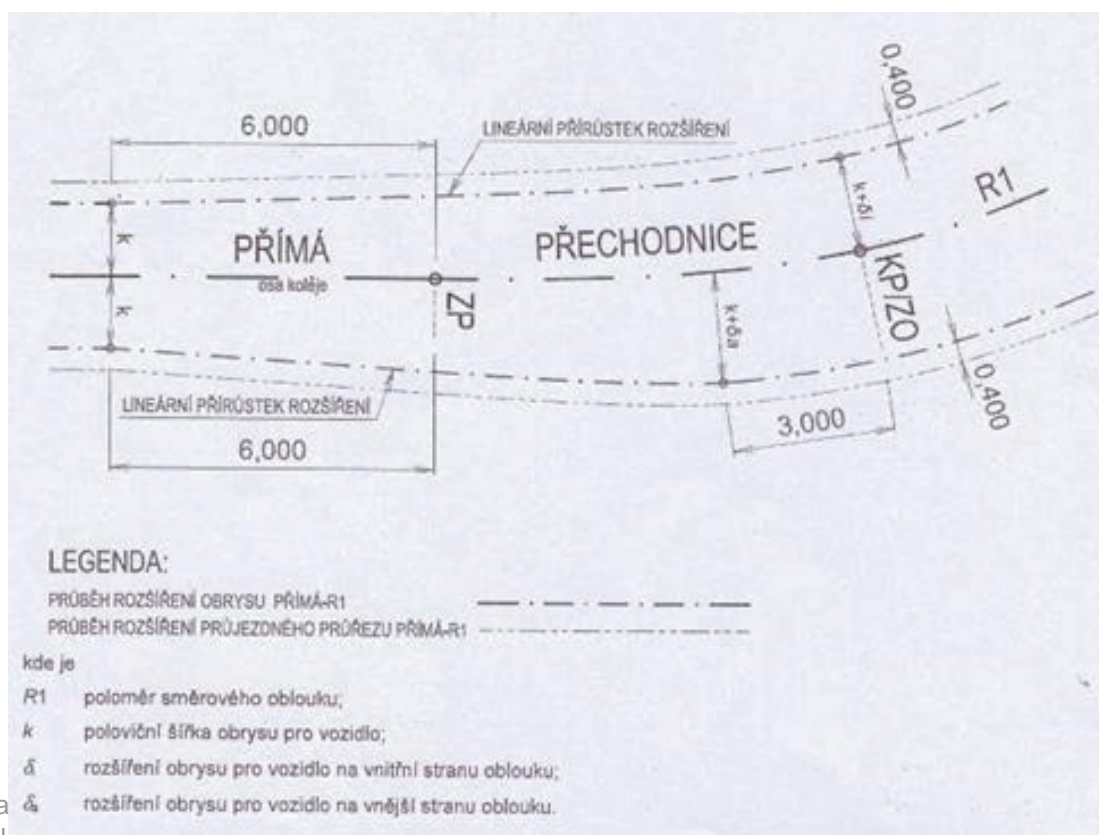 6,000
LINEÁRNÍ PŘÍRŮSTEK ROZŠÍŘENÍ
0,400
k
k+δi
R1
PŘÍMÁ
PŘECHODNICE
osa koleje
ZP
KP/ZO
k
k+δa
LINEÁRNÍ PŘÍRŮSTEK ROZŠÍŘENÍ
6,000
3,000
0,400
LEGENDA:
PRŮBĚH ROZŠÍŘENÍ OBRYSU PŘÍMÁ-R1
PRŮBĚH ROZŠÍŘENÍ PRŮJEZDNÉHO PRŮŘEZU PŘÍMÁ-R1
kde je
R1 poloměr směrového oblouku;
k poloviční šířka obrysu pro vozidlo;
δi rozšíření obrysu pro vozidlo na vnitřní stranu oblouku;
δa rozšíření obrysu pro vozidlo na vnější stranu oblouku.